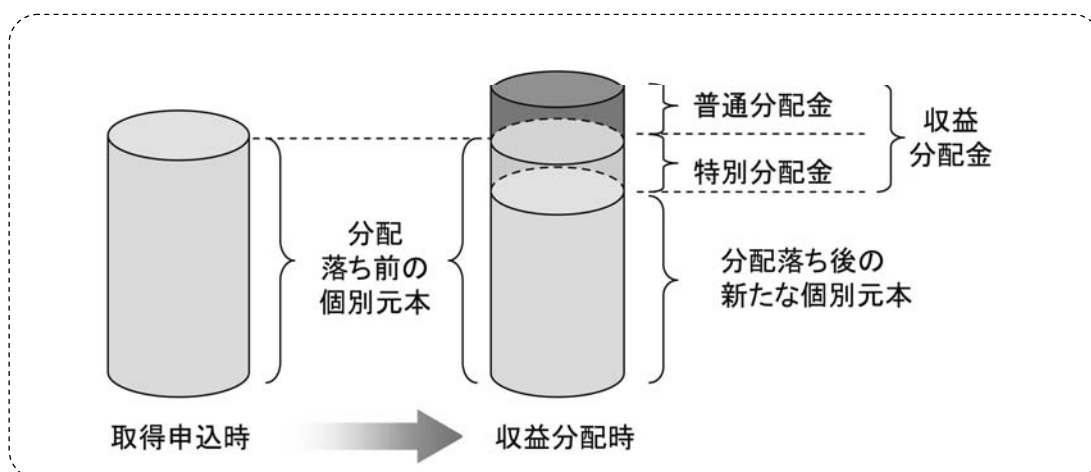 普通分配金
収益
分配金
特別分配金
分配
落ち前の
個別元本
分配落ち後の
新たな個別元本
取得申込時
収益分配時